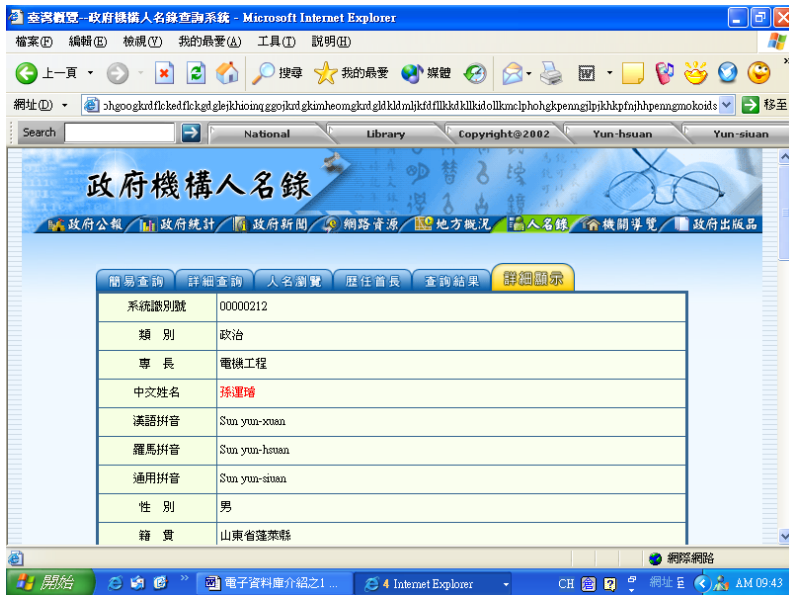 臺灣概覽--政府機構人名錄查詢系統 - Microsoft Internet Explorer
檔案(F) 編輯(E) 檢視(V) 我的最愛(A) 工具(T) 說明(H)
上一頁 搜尋 我的最愛 媒體
網址(D) 移至
Search National Library Copyright@2002 Yun-hsuan Yun-siuan
政府機構人名錄
政府公報 政府統計 政府新聞 網路資源 地方概況 人名錄 機關導覽 政府出版品
簡易查詢 詳細查詢 人名瀏覽 歷任首長 查詢結果 詳細顯示
系統識別號 00000212
類 別 政治
專 長 電機工程
中文姓名 孫運璿
漢語拼音 Sun yun-xuan
羅馬拼音 Sun yun-hsuan
通用拼音 Sun yun-siuan
性 別 男
籍 貫 山東省蓬萊縣
網際網路
開始 電子資料庫介紹之1 ... 4 Internet Explorer CH 網址 AM 09:43